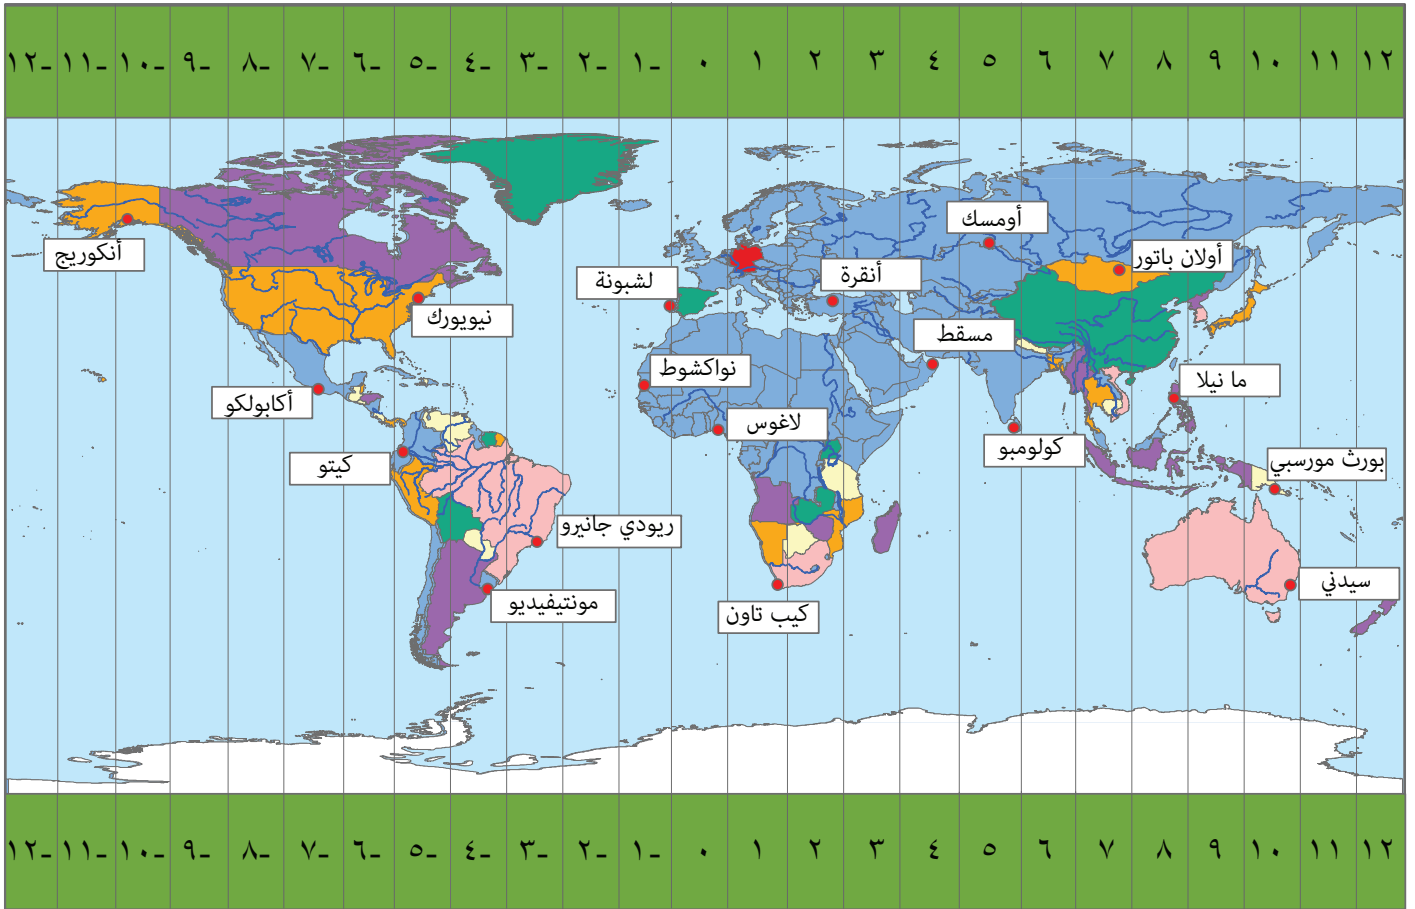 ١٢- ١١- ١٠- ٩- ٨- ٧- ٦- ٥- ٤- ٣- ٢- ١- ٠ ١ ٢ ٣ ٤ ٥ ٦ ٧ ٨ ٩ ١٠ ١١ ١٢
أومسك
أنكوريج
أولان باتور
أنقرة
لشبونة
نيويورك
مسقط
نواكشوط
ما نيلا
أكابولكو
لاغوس
كولومبو
كيتو
بورث مورسبي
ريودي جانيرو
سيدني
مونتيفيديو
كيب تاون
١٢- ١١- ١٠- ٩- ٨- ٧- ٦- ٥- ٤- ٣- ٢- ١- ٠ ١ ٢ ٣ ٤ ٥ ٦ ٧ ٨ ٩ ١٠ ١١ ١٢